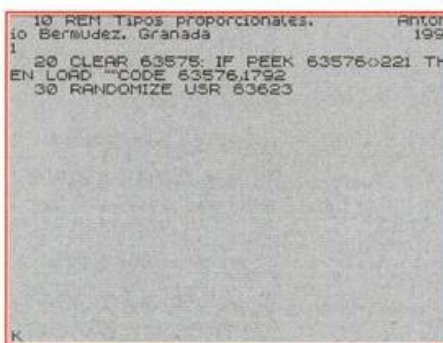 10 REM Tipos proporcionales. Anton
io Bermudez. Granada 199
1
20 CLEAR 63575: IF PEEK 63576<>221 TH
EN LOAD ""CODE 63576,1792
30 RANDOMIZE USR 63623
K